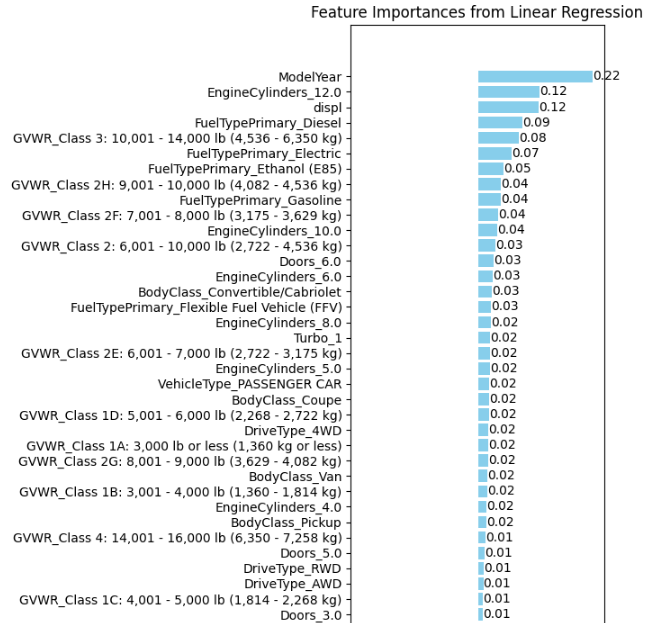 Feature Importances from Linear Regression
ModelYear 0.22
EngineCylinders_12.0 0.12
displ 0.12
FuelTypePrimary_Diesel 0.09
GVWR_Class 3: 10,001 - 14,000 lb (4,536 - 6,350 kg) 0.08
FuelTypePrimary_Electric 0.07
FuelTypePrimary_Ethanol (E85) 0.05
GVWR_Class 2H: 9,001 - 10,000 lb (4,082 - 4,536 kg) 0.04
FuelTypePrimary_Gasoline 0.04
GVWR_Class 2F: 7,001 - 8,000 lb (3,175 - 3,629 kg) 0.04
EngineCylinders_10.0 0.04
GVWR_Class 2: 6,001 - 10,000 lb (2,722 - 4,536 kg) 0.03
Doors_6.0 0.03
EngineCylinders_6.0 0.03
BodyClass_Convertible/Cabriolet 0.03
FuelTypePrimary_Flexible Fuel Vehicle (FFV) 0.03
EngineCylinders_8.0 0.02
Turbo_1 0.02
GVWR_Class 2E: 6,001 - 7,000 lb (2,722 - 3,175 kg) 0.02
EngineCylinders_5.0 0.02
VehicleType_PASSENGER CAR 0.02
BodyClass_Coupe 0.02
GVWR_Class 1D: 5,001 - 6,000 lb (2,268 - 2,722 kg) 0.02
DriveType_4WD 0.02
GVWR_Class 1A: 3,000 lb or less (1,360 kg or less) 0.02
GVWR_Class 2G: 8,001 - 9,000 lb (3,629 - 4,082 kg) 0.02
BodyClass_Van 0.02
GVWR_Class 1B: 3,001 - 4,000 lb (1,360 - 1,814 kg) 0.02
EngineCylinders_4.0 0.02
BodyClass_Pickup 0.02
GVWR_Class 4: 14,001 - 16,000 lb (6,350 - 7,258 kg) 0.01
Doors_5.0 0.01
DriveType_RWD 0.01
DriveType_AWD 0.01
GVWR_Class 1C: 4,001 - 5,000 lb (1,814 - 2,268 kg) 0.01
Doors_3.0 0.01